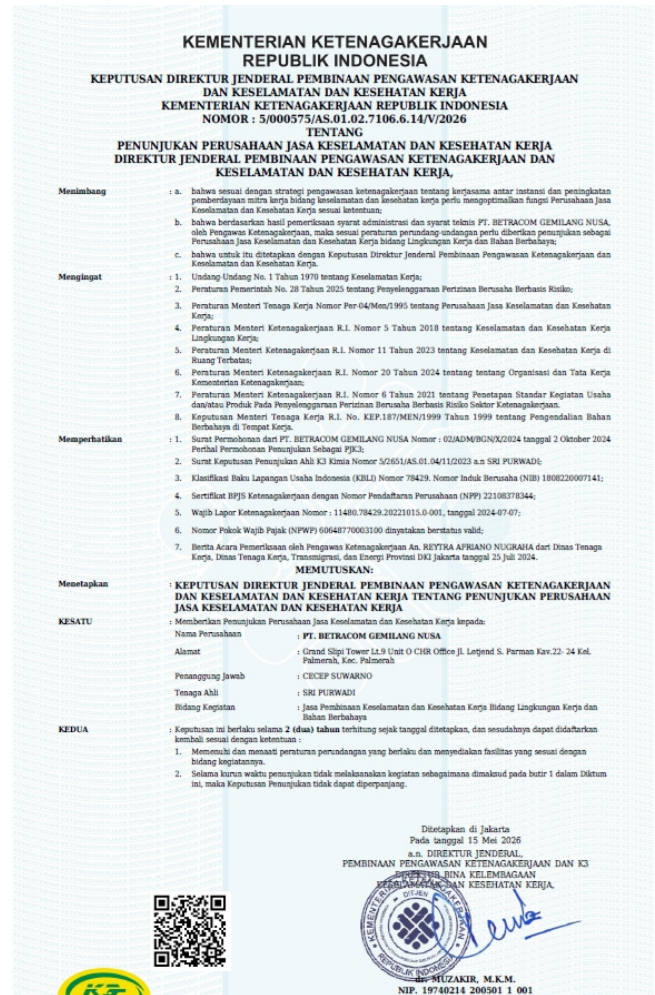 KEMENTERIAN KETENAGAKERJAAN
REPUBLIK INDONESIA
KEPUTUSAN DIREKTUR JENDERAL PEMBINAAN PENGAWASAN KETENAGAKERJAAN
DAN KESELAMATAN DAN KESEHATAN KERJA
KEMENTERIAN KETENAGAKERJAAN REPUBLIK INDONESIA
NOMOR : 5/000575/AS.01.02.7106.6.14/V/2026
TENTANG
PENUNJUKAN PERUSAHAAN JASA KESELAMATAN DAN KESEHATAN KERJA
DIREKTUR JENDERAL PEMBINAAN PENGAWASAN KETENAGAKERJAAN DAN
KESELAMATAN DAN KESEHATAN KERJA,
Menimbang : a. bahwa sesuai dengan strategi pengawasan ketenagakerjaan tentang kerjasama antar instansi dan peningkatan
pemberdayaan mitra kerja bidang keselamatan dan kesehatan kerja perlu mengoptimalkan fungsi Perusahaan Jasa
Keselamatan dan Kesehatan Kerja sesuai ketentuan;
b. bahwa berdasarkan hasil pemeriksaan syarat administrasi dan syarat teknis PT. BETRACOM GEMILANG NUSA,
oleh Pengawas Ketenagakerjaan, maka sesuai peraturan perundang-undangan perlu diberikan penunjukan sebagai
Perusahaan Jasa Keselamatan dan Kesehatan Kerja bidang Lingkungan Kerja dan Bahan Berbahaya;
c. bahwa untuk itu ditetapkan dengan Keputusan Direktur Jenderal Pembinaan Pengawasan Ketenagakerjaan dan
Keselamatan dan Kesehatan Kerja.
Mengingat : 1. Undang-Undang No. 1 Tahun 1970 tentang Keselamatan Kerja;
2. Peraturan Pemerintah No. 28 Tahun 2025 tentang Penyelenggaraan Perizinan Berusaha Berbasis Risiko;
3. Peraturan Menteri Tenaga Kerja Nomor Per-04/Men/1995 tentang Perusahaan Jasa Keselamatan dan Kesehatan
Kerja;
4. Peraturan Menteri Ketenagakerjaan R.I. Nomor 5 Tahun 2018 tentang Keselamatan dan Kesehatan Kerja
Lingkungan Kerja;
5. Peraturan Menteri Ketenagakerjaan R.I. Nomor 11 Tahun 2023 tentang Keselamatan dan Kesehatan Kerja di
Ruang Terbatas;
6. Peraturan Menteri Ketenagakerjaan R.I. Nomor 20 Tahun 2024 tentang tentang Organisasi dan Tata Kerja
Kementerian Ketenagakerjaan;
7. Peraturan Menteri Ketenagakerjaan R.I. Nomor 6 Tahun 2021 tentang Penetapan Standar Kegiatan Usaha
dan/atau Produk Pada Penyelenggaraan Perizinan Berusaha Berbasis Risiko Sektor Ketenagakerjaan.
8. Keputusan Menteri Tenaga Kerja R.I. No. KEP.187/MEN/1999 Tahun 1999 tentang Pengendalian Bahan
Berbahaya di Tempat Kerja.
Memperhatikan : 1. Surat Permohonan dari PT. BETRACOM GEMILANG NUSA Nomor : 02/ADM/BGN/X/2024 tanggal 2 Oktober 2024
Perihal Permohonan Penunjukan Sebagai PJK3;
2. Surat Keputusan Penunjukan Ahli K3 Kimia Nomor 5/2651/AS.01.04/11/2023 a.n SRI PURWADI;
3. Klasifikasi Baku Lapangan Usaha Indonesia (KBLI) Nomor 78429. Nomor Induk Berusaha (NIB) 1808220007141;
4. Sertifikat BPJS Ketenagakerjaan dengan Nomor Pendaftaran Perusahaan (NPP) 22108378344;
5. Wajib Lapor Ketenagakerjaan Nomor : 11480.78429.20221015.0-001, tanggal 2024-07-07;
6. Nomor Pokok Wajib Pajak (NPWP) 60648770003100 dinyatakan berstatus valid;
7. Berita Acara Pemeriksaan oleh Pengawas Ketenagakerjaan An. REYTRA AFRIANO NUGRAHA dari Dinas Tenaga
Kerja, Dinas Tenaga Kerja, Transmigrasi, dan Energi Provinsi DKI Jakarta tanggal 25 Juli 2024.
MEMUTUSKAN:
Menetapkan : KEPUTUSAN DIREKTUR JENDERAL PEMBINAAN PENGAWASAN KETENAGAKERJAAN
DAN KESELAMATAN DAN KESEHATAN KERJA TENTANG PENUNJUKAN PERUSAHAAN
JASA KESELAMATAN DAN KESEHATAN KERJA
KESATU : Memberikan Penunjukan Perusahaan Jasa Keselamatan dan Kesehatan Kerja kepada:
Nama Perusahaan : PT. BETRACOM GEMILANG NUSA
Alamat : Grand Slipi Tower Lt.9 Unit O CHR Office Jl. Letjend S. Parman Kav.22- 24 Kel.
Palmerah, Kec. Palmerah
Penanggung Jawab : CECEP SUWARNO
Tenaga Ahli : SRI PURWADI
Bidang Kegiatan : Jasa Pembinaan Keselamatan dan Kesehatan Kerja Bidang Lingkungan Kerja dan
Bahan Berbahaya
KEDUA : Keputusan ini berlaku selama 2 (dua) tahun terhitung sejak tanggal ditetapkan, dan sesudahnya dapat didaftarkan
kembali sesuai dengan ketentuan :
1. Memenuhi dan menaati peraturan perundangan yang berlaku dan menyediakan fasilitas yang sesuai dengan
bidang kegiatannya.
2. Selama kurun waktu penunjukan tidak melaksanakan kegiatan sebagaimana dimaksud pada butir 1 dalam Diktum
ini, maka Keputusan Penunjukan tidak dapat diperpanjang.
Ditetapkan di Jakarta
Pada tanggal 15 Mei 2026
a.n. DIREKTUR JENDERAL,
PEMBINAAN PENGAWASAN KETENAGAKERJAAN DAN K3
DIREKTUR BINA KELEMBAGAAN
KESELAMATAN DAN KESEHATAN KERJA,
KEMENTERIAN KETENAGAKERJAAN
DITJEN
REPUBLIK INDONESIA
dr. MUZAKIR, M.K.M.
NIP. 19740214 200501 1 001